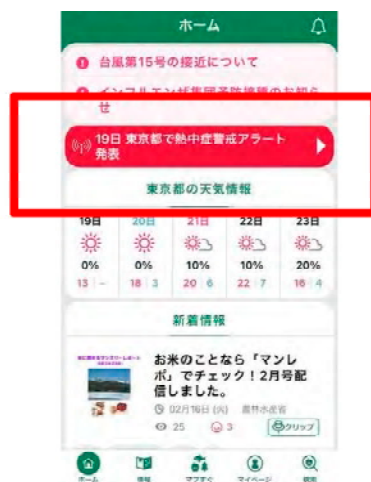 ホーム
台風第15号の接近について
インフルエンザ集団予防接種のお知ら
せ
19日 東京都で熱中症警戒アラート
発表
東京都の天気情報
19日 20日 21日 22日 23日
0% 0% 10% 10% 20%
13 - 18 3 20 6 22 7 16 4
新着情報
お米のことなら「マンレ
ポ」でチェック！2月号配
信しました。
02月16日 (火) 農林水産省
25 3 クリップ
ホーム 情報 マフすぐ マイページ 検索